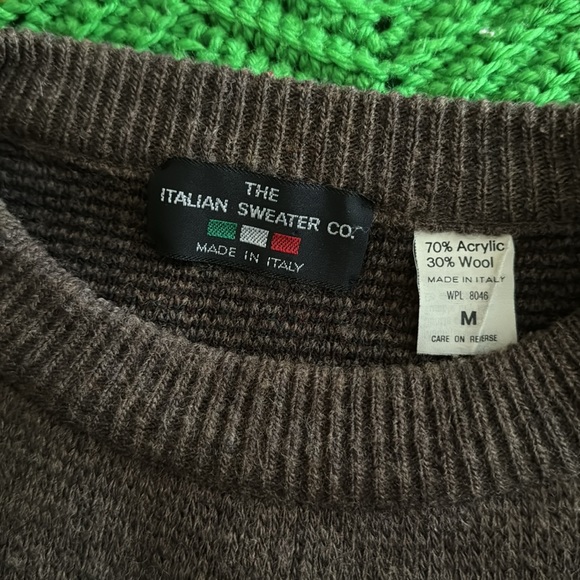 THE
ITALIAN SWEATER CO.
MADE IN ITALY
70% Acrylic
30% Wool
MADE IN ITALY
WPL 8046
M
CARE ON REVERSE